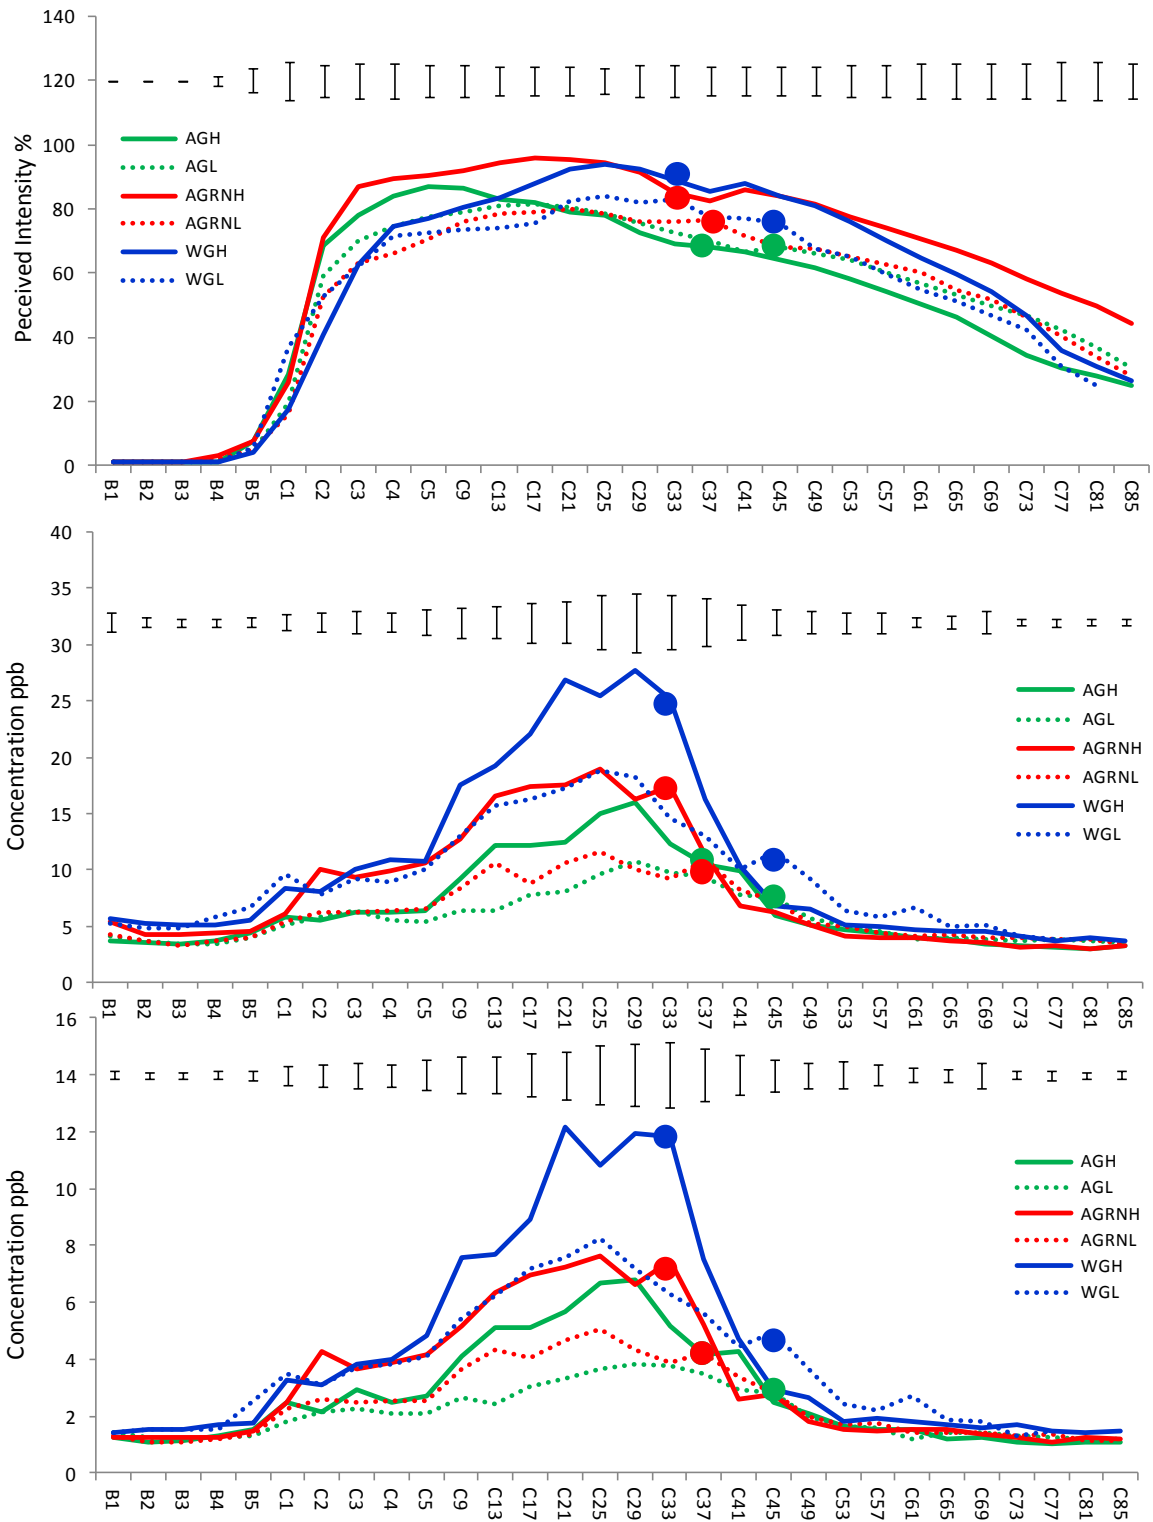 140
120
100
80
60
40
20
0
Peceived Intensity %
AGH
AGL
AGRNH
AGRNL
WGH
WGL
B1 B2 B3 B4 B5 C1 C2 C3 C4 C5 C9 C13 C17 C21 C25 C29 C33 C37 C41 C45 C49 C53 C57 C61 C65 C69 C73 C77 C81 C85
40
35
30
25
20
15
10
5
0
Concentration ppb
AGH
AGL
AGRNH
AGRNL
WGH
WGL
B1 B2 B3 B4 B5 C1 C2 C3 C4 C5 C9 C13 C17 C21 C25 C29 C33 C37 C41 C45 C49 C53 C57 C61 C65 C69 C73 C77 C81 C85
16
14
12
10
8
6
4
2
0
Concentration ppb
AGH
AGL
AGRNH
AGRNL
WGH
WGL
B1 B2 B3 B4 B5 C1 C2 C3 C4 C5 C9 C13 C17 C21 C25 C29 C33 C37 C41 C45 C49 C53 C57 C61 C65 C69 C73 C77 C81 C85